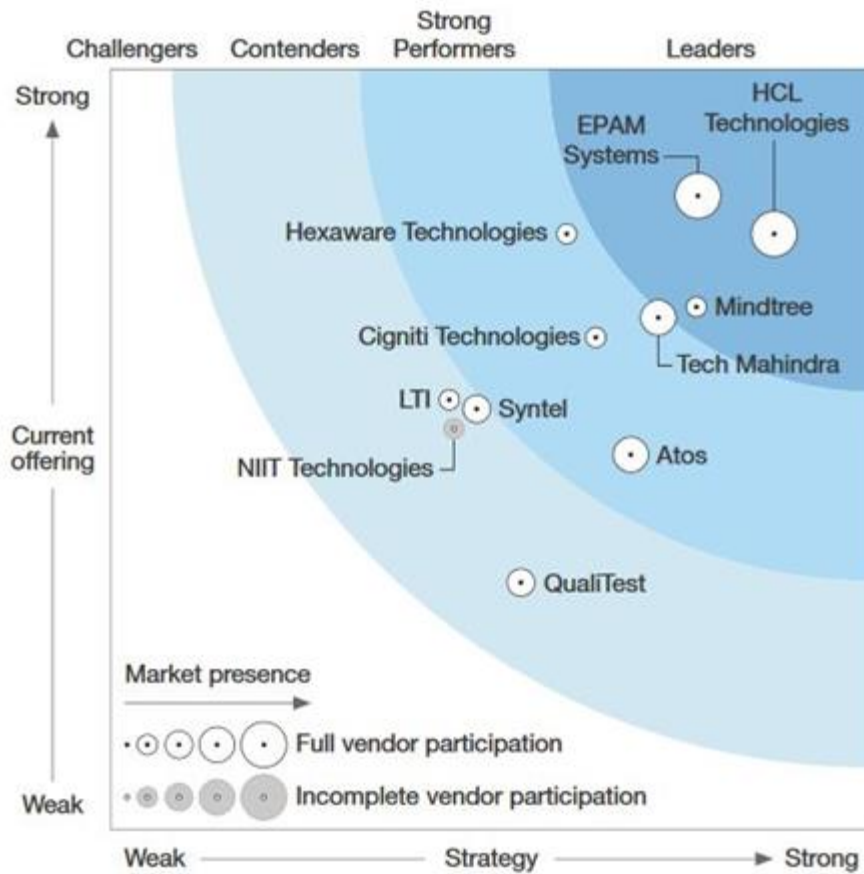 Strong
Challengers Contenders Performers Leaders
Strong
HCL
Technologies
EPAM
Systems
Hexaware Technologies
Mindtree
Cigniti Technologies
Tech Mahindra
LTI
Syntel
Current
offering
NIIT Technologies
Atos
QualiTest
Market presence
Full vendor participation
Incomplete vendor participation
Weak
Weak Strategy Strong